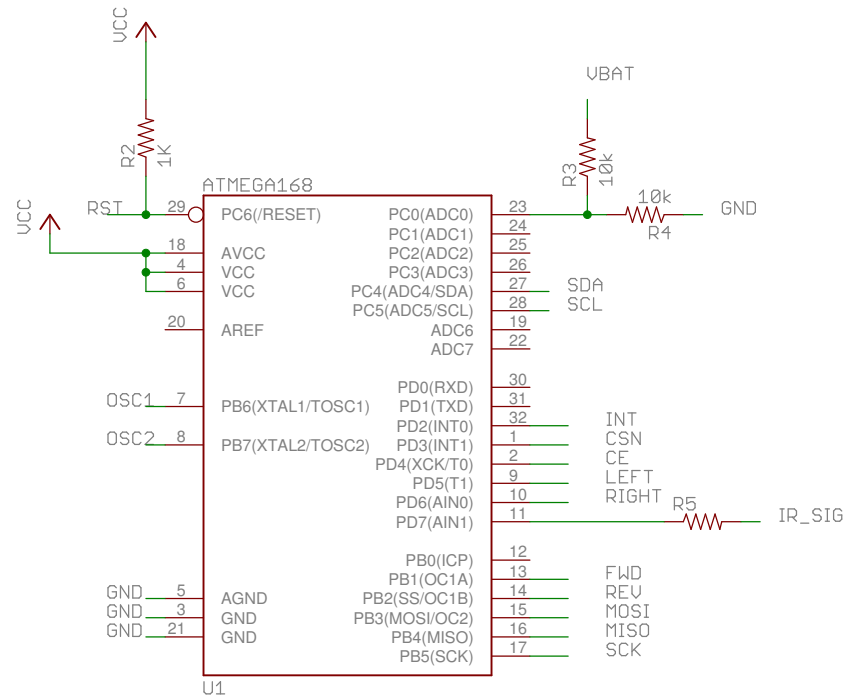 VCC
VBAT
R2
1K
R3
10k
10k
R4
GND
ATMEGA168
RST
VCC
29 PC6(/RESET)
18 AVCC
4 VCC
6 VCC
20 AREF
OSC1 7 PB6(XTAL1/TOSC1)
OSC2 8 PB7(XTAL2/TOSC2)
GND 5 AGND
GND 3 GND
GND 21 GND
PC0(ADC0) 23
PC1(ADC1) 24
PC2(ADC2) 25
PC3(ADC3) 26
PC4(ADC4/SDA) 27 SDA
PC5(ADC5/SCL) 28 SCL
ADC6 19
ADC7 22
PD0(RXD) 30
PD1(TXD) 31
PD2(INT0) 32 INT
PD3(INT1) 1 CSN
PD4(XCK/T0) 2 CE
PD5(T1) 9 LEFT
PD6(AIN0) 10 RIGHT
PD7(AIN1) 11 R5 IR_SIG
PB0(ICP) 12
PB1(OC1A) 13 FWD
PB2(SS/OC1B) 14 REV
PB3(MOSI/OC2) 15 MOSI
PB4(MISO) 16 MISO
PB5(SCK) 17 SCK
U1